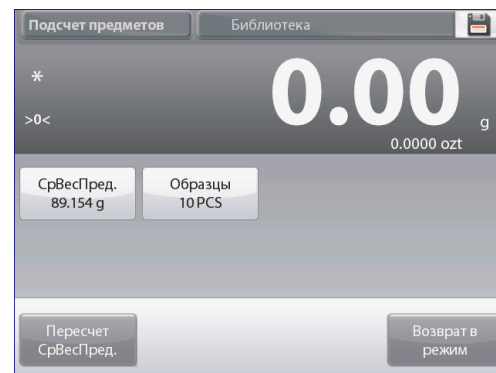 Подсчет предметов
Библиотека
*
0.00
>0<
g
0.0000 ozt
СрВесПред.
89.154 g
Образцы
10 PCS
Пересчет
СрВесПред.
Возврат в
режим